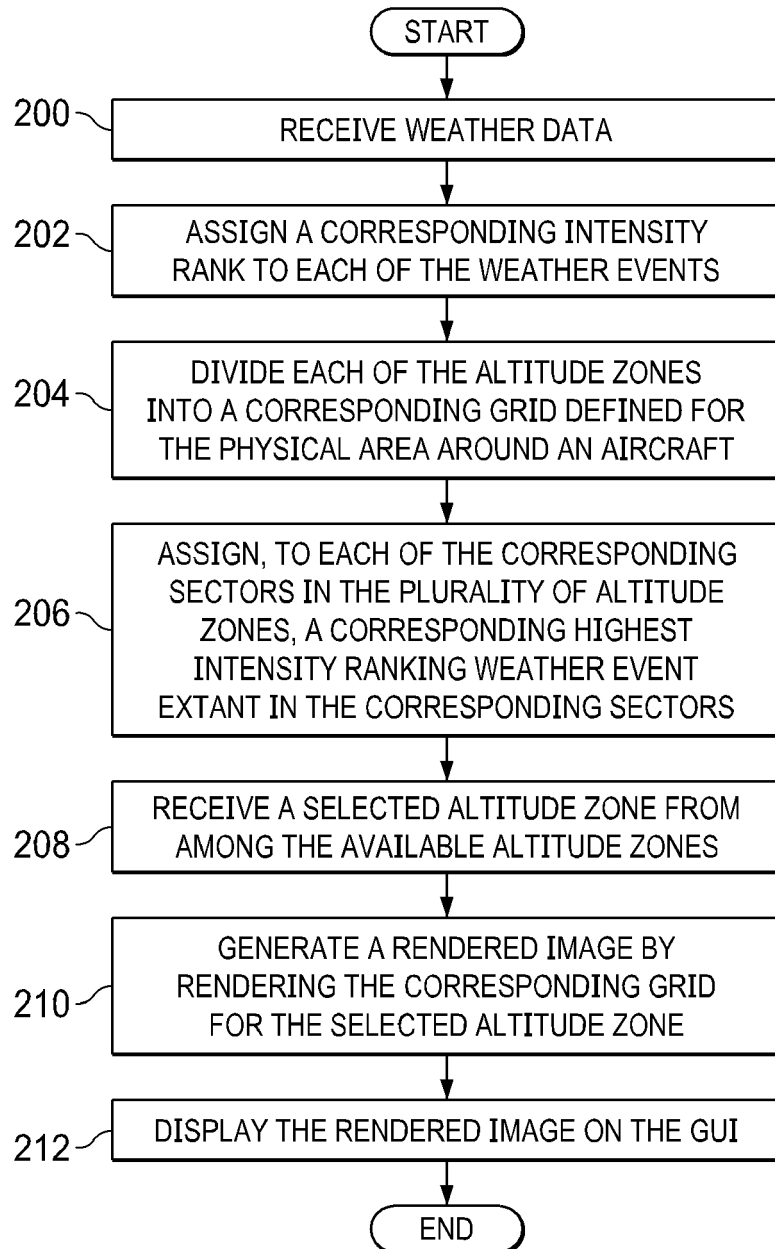 START
200
RECEIVE WEATHER DATA
202
ASSIGN A CORRESPONDING INTENSITY
RANK TO EACH OF THE WEATHER EVENTS
204
DIVIDE EACH OF THE ALTITUDE ZONES
INTO A CORRESPONDING GRID DEFINED FOR
THE PHYSICAL AREA AROUND AN AIRCRAFT
206
ASSIGN, TO EACH OF THE CORRESPONDING
SECTORS IN THE PLURALITY OF ALTITUDE
ZONES, A CORRESPONDING HIGHEST
INTENSITY RANKING WEATHER EVENT
EXTANT IN THE CORRESPONDING SECTORS
208
RECEIVE A SELECTED ALTITUDE ZONE FROM
AMONG THE AVAILABLE ALTITUDE ZONES
210
GENERATE A RENDERED IMAGE BY
RENDERING THE CORRESPONDING GRID
FOR THE SELECTED ALTITUDE ZONE
212
DISPLAY THE RENDERED IMAGE ON THE GUI
END